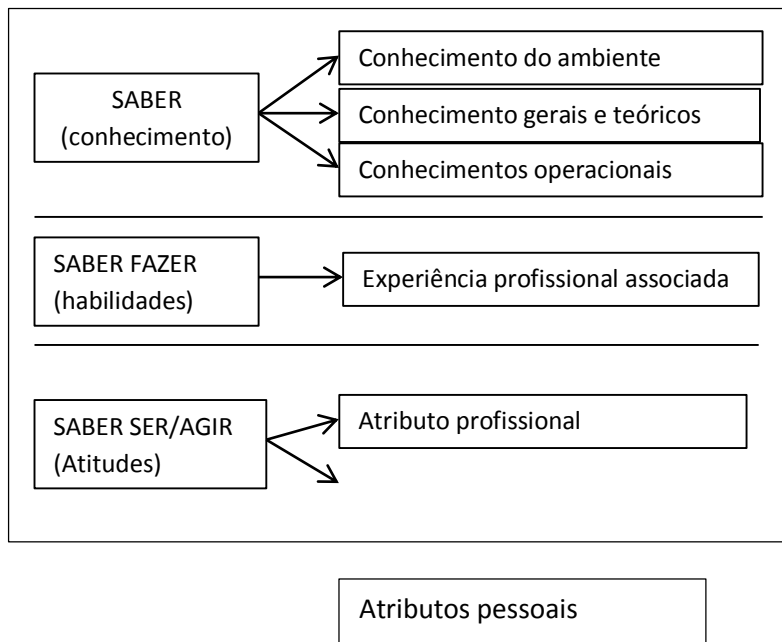 SABER
(conhecimento)
Conhecimento do ambiente
Conhecimento gerais e teóricos
Conhecimentos operacionais
SABER FAZER
(habilidades)
Experiência profissional associada
SABER SER/AGIR
(Atitudes)
Atributo profissional
Atributos pessoais